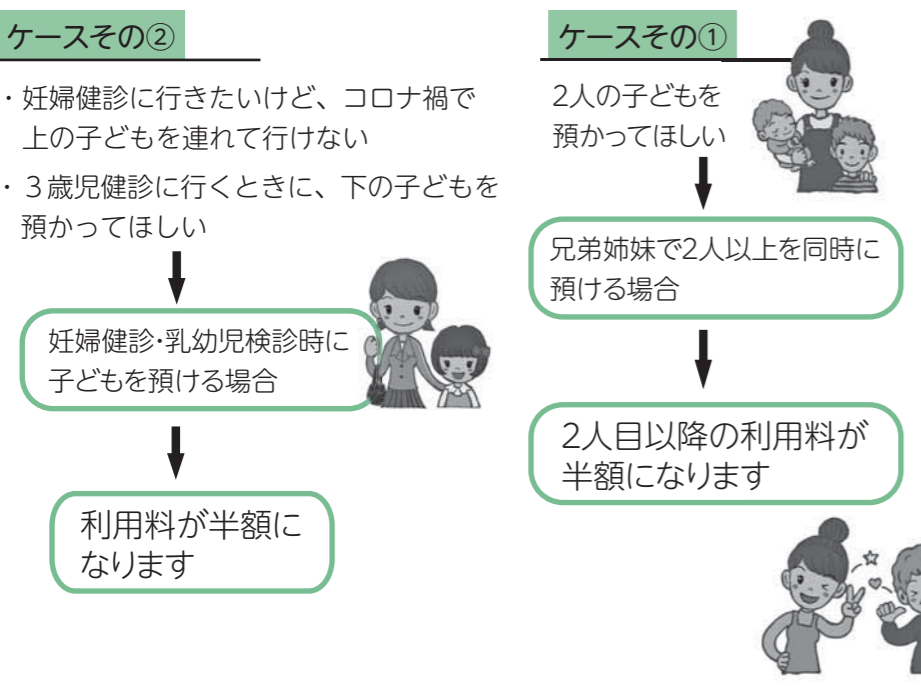 ケースその①
2人の子どもを
預かってほしい
兄弟姉妹で2人以上を同時に
預ける場合
2人目以降の利用料が
半額になります
ケースその②
・妊婦健診に行きたいけど、コロナ禍で
上の子どもを連れて行けない
・３歳児健診に行くときに、下の子どもを
預かってほしい
妊婦健診・乳幼児検診時に
子どもを預ける場合
利用料が半額に
なります